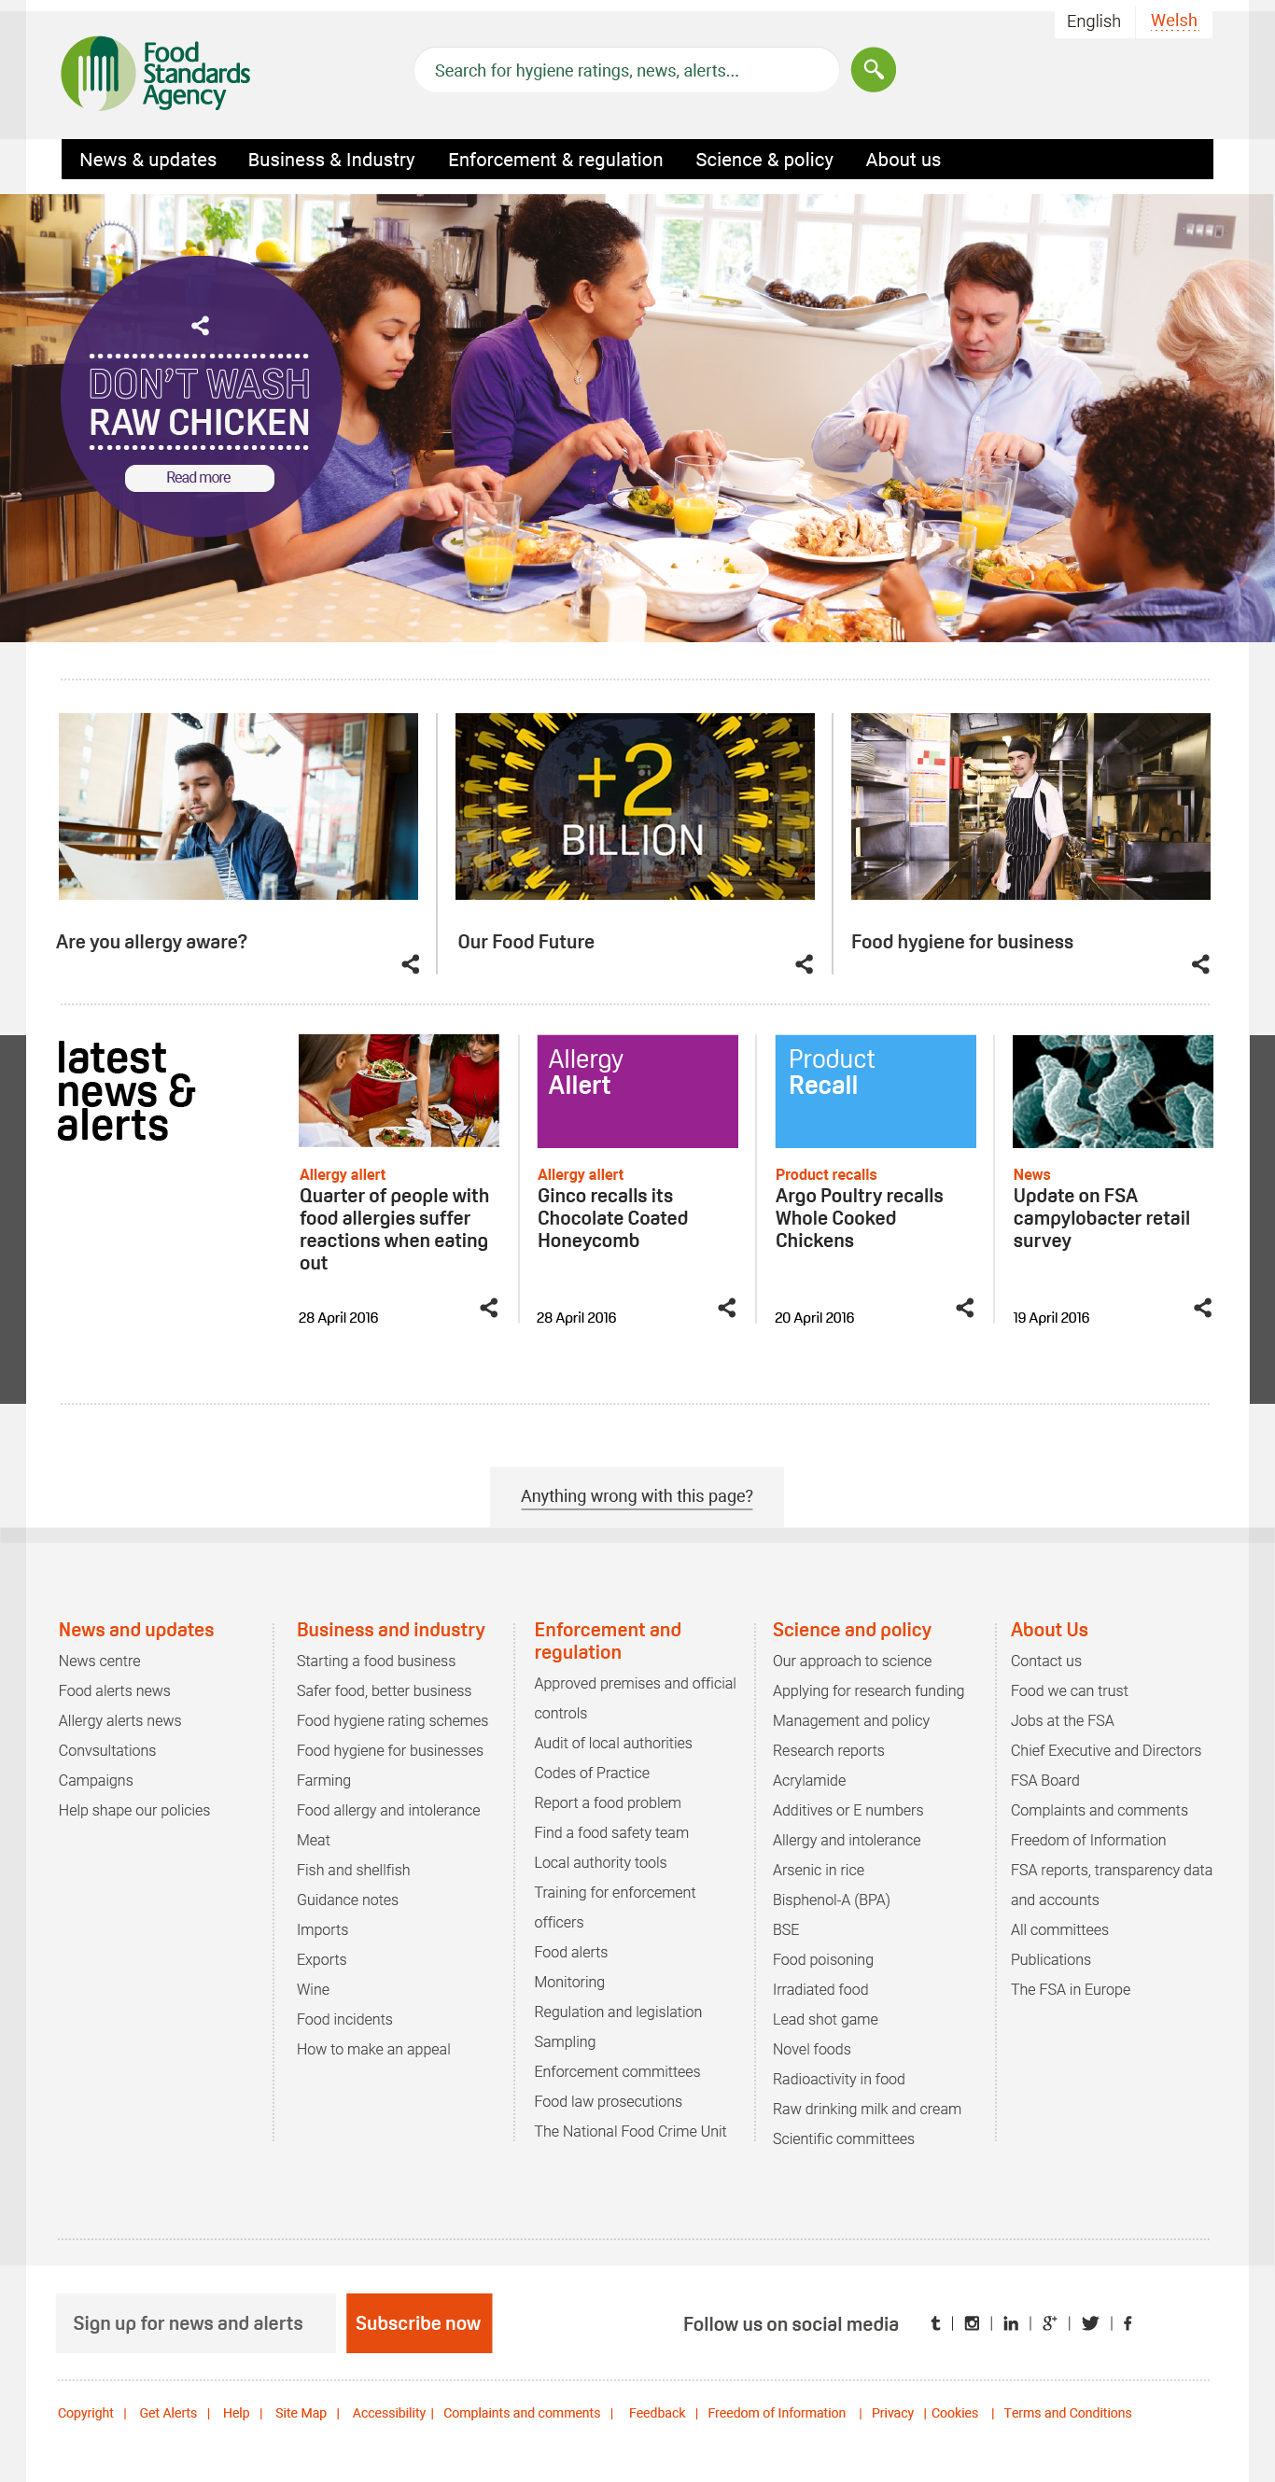 English
Welsh
Food
Standards
Agency
Search for hygiene ratings, news, alerts...
News & updates
Business & Industry
Enforcement & regulation
Science & policy
About us
DON'T WASH
RAW CHICKEN
Read more
+2
BILLION
Are you allergy aware?
Our Food Future
Food hygiene for business
latest
news &
alerts
Allergy
Allert
Product
Recall
Allergy allert
Quarter of people with
food allergies suffer
reactions when eating
out
28 April 2016
Allergy allert
Ginco recalls its
Chocolate Coated
Honeycomb
28 April 2016
Product recalls
Argo Poultry recalls
Whole Cooked
Chickens
20 April 2016
News
Update on FSA
campylobacter retail
survey
19 April 2016
Anything wrong with this page?
News and updates
News centre
Food alerts news
Allergy alerts news
Convsultations
Campaigns
Help shape our policies
Business and industry
Starting a food business
Safer food, better business
Food hygiene rating schemes
Food hygiene for businesses
Farming
Food allergy and intolerance
Meat
Fish and shellfish
Guidance notes
Imports
Exports
Wine
Food incidents
How to make an appeal
Enforcement and
regulation
Approved premises and official
controls
Audit of local authorities
Codes of Practice
Report a food problem
Find a food safety team
Local authority tools
Training for enforcement
officers
Food alerts
Monitoring
Regulation and legislation
Sampling
Enforcement committees
Food law prosecutions
The National Food Crime Unit
Science and policy
Our approach to science
Applying for research funding
Management and policy
Research reports
Acrylamide
Additives or E numbers
Allergy and intolerance
Arsenic in rice
Bisphenol-A (BPA)
BSE
Food poisoning
Irradiated food
Lead shot game
Novel foods
Radioactivity in food
Raw drinking milk and cream
Scientific committees
About Us
Contact us
Food we can trust
Jobs at the FSA
Chief Executive and Directors
FSA Board
Complaints and comments
Freedom of Information
FSA reports, transparency data
and accounts
All committees
Publications
The FSA in Europe
Sign up for news and alerts
Subscribe now
Follow us on social media
Copyright | Get Alerts | Help | Site Map | Accessibility | Complaints and comments | Feedback | Freedom of Information | Privacy | Cookies | Terms and Conditions